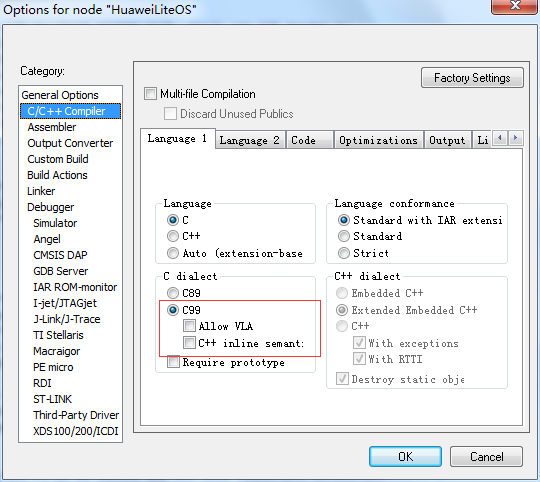 Options for node "HuaweiLiteOS"
Category:
General Options
C/C++ Compiler
Assembler
Output Converter
Custom Build
Build Actions
Linker
Debugger
Simulator
Angel
CMSIS DAP
GDB Server
IAR ROM-monitor
I-jet/JTAGjet
J-Link/J-Trace
TI Stellaris
Macraigor
PE micro
RDI
ST-LINK
Third-Party Driver
XDS100/200/ICDI
Factory Settings
Multi-file Compilation
Discard Unused Publics
Language 1 Language 2 Code Optimizations Output Li
Language
C
C++
Auto (extension-base
Language conformance
Standard with IAR extensi
Standard
Strict
C dialect
C89
C99
Allow VLA
C++ inline semant:
Require prototype
C++ dialect
Embedded C++
Extended Embedded C++
C++
With exceptions
With RTTI
Destroy static obje
OK Cancel